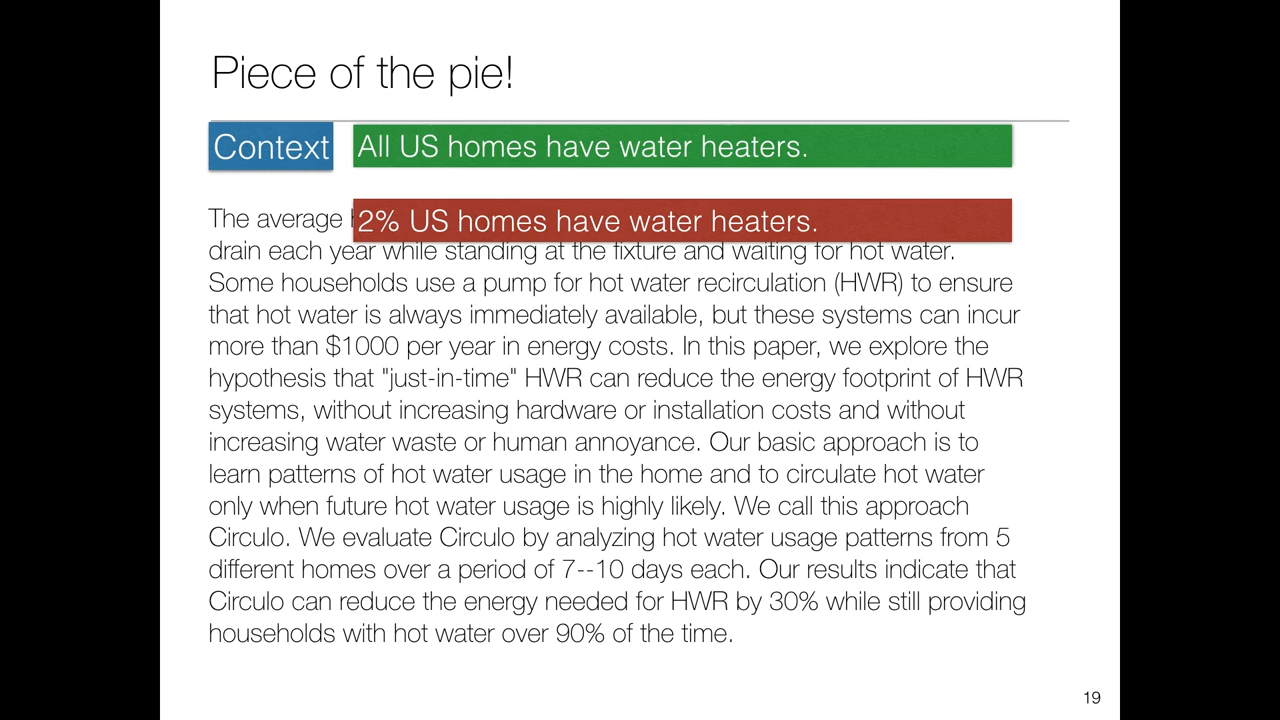 Piece of the pie!
Context
All US homes have water heaters.
2% US homes have water heaters.
The average
drain each year while standing at the fixture and waiting for hot water.
Some households use a pump for hot water recirculation (HWR) to ensure
that hot water is always immediately available, but these systems can incur
more than $1000 per year in energy costs. In this paper, we explore the
hypothesis that "just-in-time" HWR can reduce the energy footprint of HWR
systems, without increasing hardware or installation costs and without
increasing water waste or human annoyance. Our basic approach is to
learn patterns of hot water usage in the home and to circulate hot water
only when future hot water usage is highly likely. We call this approach
Circulo. We evaluate Circulo by analyzing hot water usage patterns from 5
different homes over a period of 7--10 days each. Our results indicate that
Circulo can reduce the energy needed for HWR by 30% while still providing
households with hot water over 90% of the time.
19